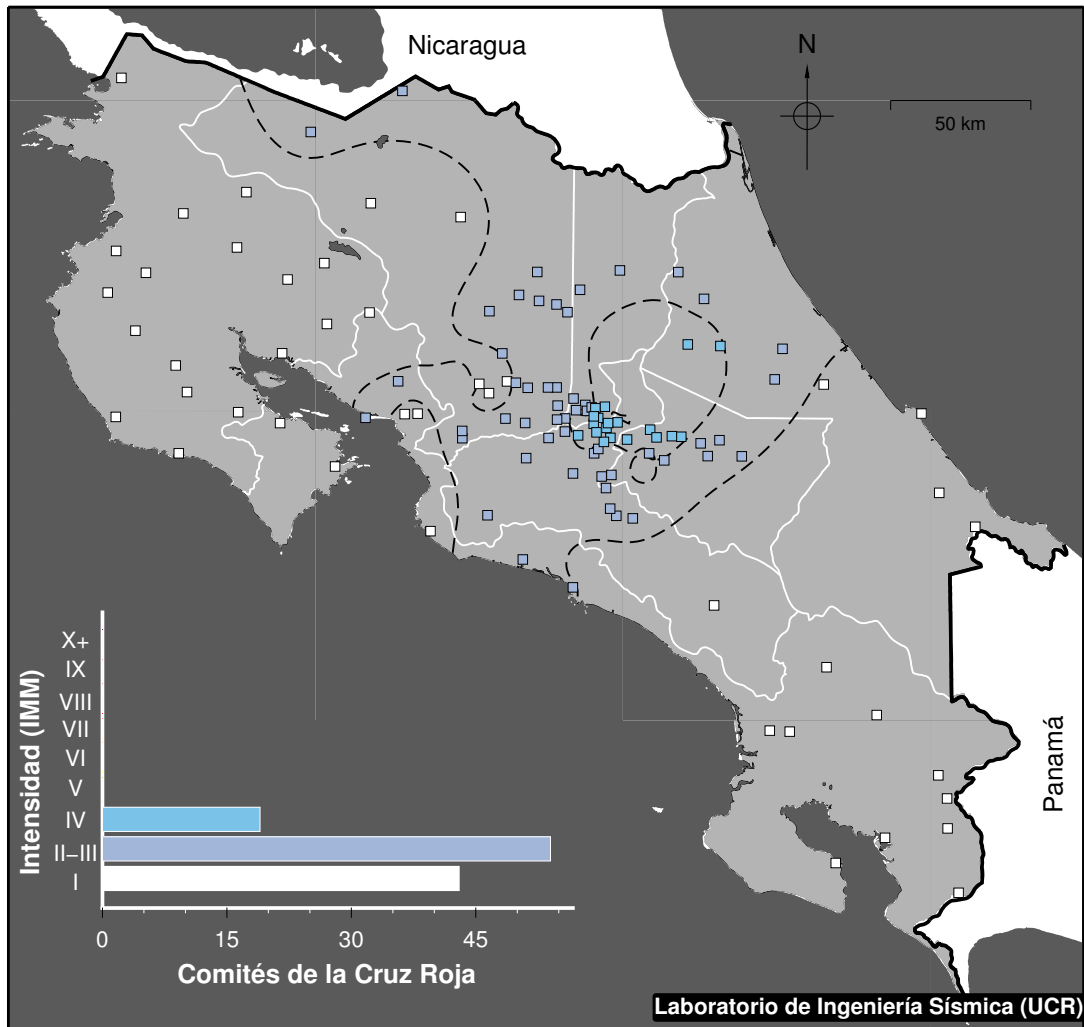 Nicaragua
N
50 km
Panamá
Intensidad (IMM)
X+
IX
VIII
VII
VI
V
IV
II–III
I
0 15 30 45
Comités de la Cruz Roja
Laboratorio de Ingeniería Sísmica (UCR)